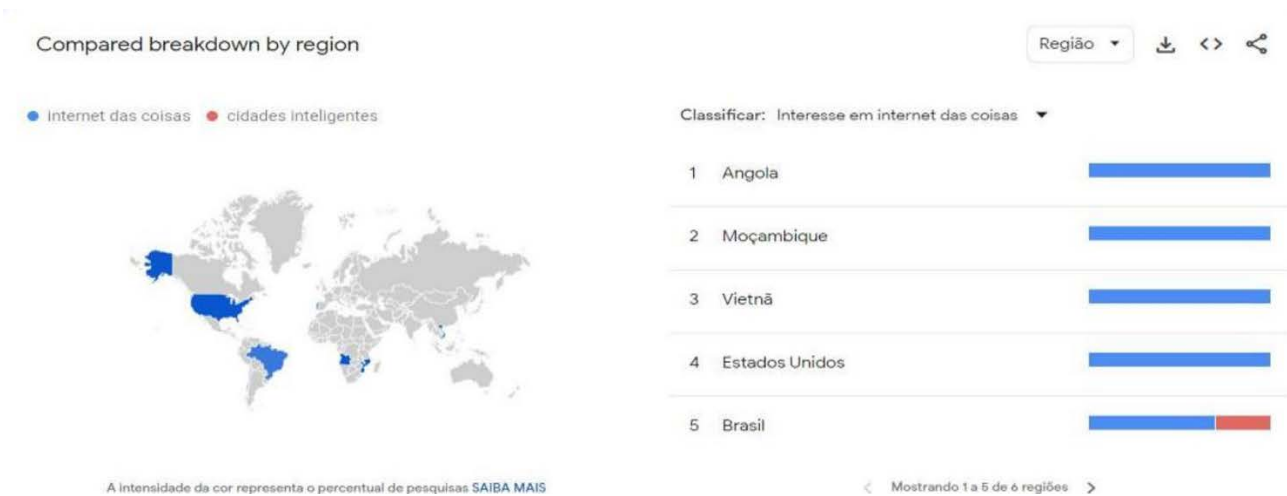 Compared breakdown by region
Região
internet das coisas cidades inteligentes
Classificar: Interesse em internet das coisas
1 Angola
2 Moçambique
3 Vietnã
4 Estados Unidos
5 Brasil
A intensidade da cor representa o percentual de pesquisas SAIBA MAIS
Mostrando 1 a 5 de 6 regiões